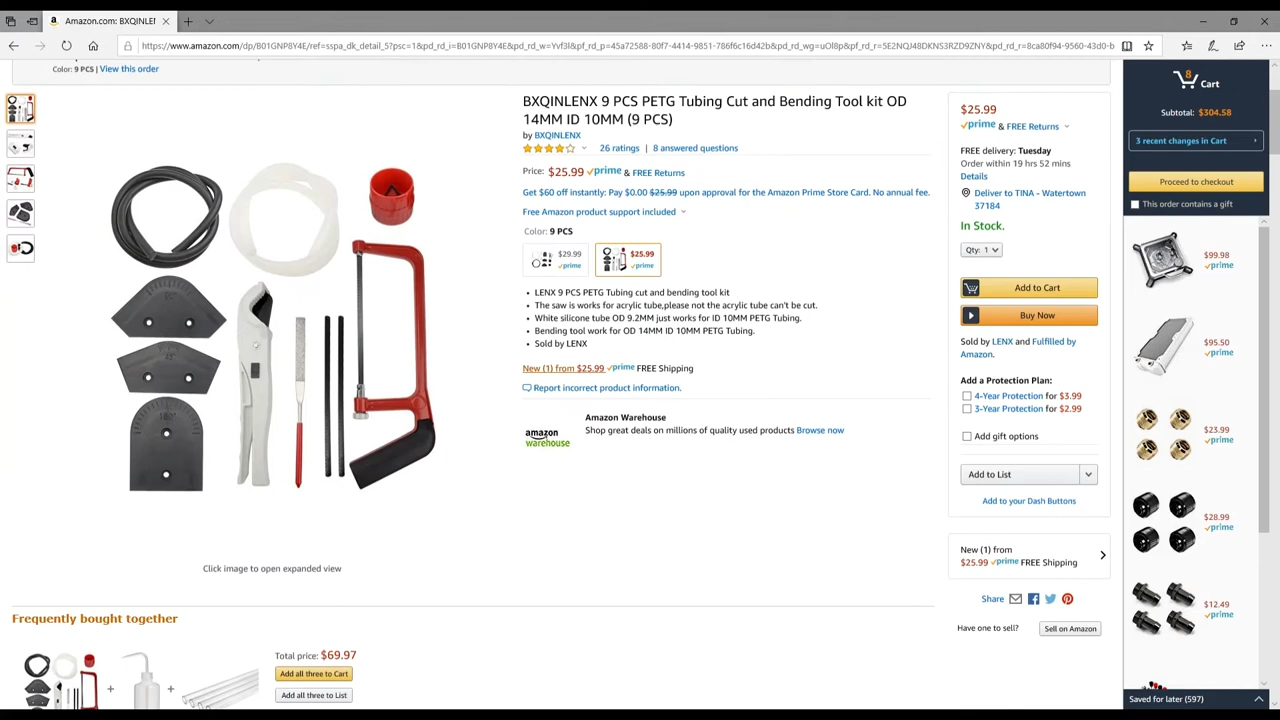 Amazon.com: BXQINLEN
https://www.amazon.com/dp/B01GNP8Y4E/ref=sspa_dk_detail_5?psc=1&pd_rd_i=B01GNP8Y4E&pd_rd_w=Yvf3l&pf_rd_p=45a72588-80f7-4414-9851-786f6c16d42b&pd_rd_wg=uOl8p&pf_rd_r=5E2NQJ48DKNS3RZD9ZNY&pd_rd_r=8ca80f94-9560-43d0-b
Color: 9 PCS | View this order
BXQINLENX 9 PCS PETG Tubing Cut and Bending Tool kit OD
14MM ID 10MM (9 PCS)
by BXQINLENX
26 ratings | 8 answered questions
Price: $25.99 prime & FREE Returns
Get $60 off instantly: Pay $0.00 $25.99 upon approval for the Amazon Prime Store Card. No annual fee.
Free Amazon product support included
Color: 9 PCS
$29.99
prime
$25.99
prime
• LENX 9 PCS PETG Tubing cut and bending tool kit
• The saw is works for acrylic tube,please not the acrylic tube can't be cut.
• White silicone tube OD 9.2MM just works for ID 10MM PETG Tubing.
• Bending tool work for OD 14MM ID 10MM PETG Tubing.
• Sold by LENX
New (1) from $25.99 prime FREE Shipping
Report incorrect product information.
amazon
warehouse
Amazon Warehouse
Shop great deals on millions of quality used products Browse now
Click image to open expanded view
Frequently bought together
+
+
Total price: $69.97
Add all three to Cart
Add all three to List
$25.99
prime & FREE Returns
FREE delivery: Tuesday
Order within 19 hrs 52 mins
Details
Deliver to TINA - Watertown
37184
In Stock.
Qty: 1
Add to Cart
Buy Now
Sold by LENX and Fulfilled by
Amazon.
Add a Protection Plan:
4-Year Protection for $3.99
3-Year Protection for $2.99
Add gift options
Add to List
Add to your Dash Buttons
New (1) from
$25.99 prime FREE Shipping
Share
Have one to sell?
Sell on Amazon
8
Cart
Subtotal: $304.58
3 recent changes in Cart
Proceed to checkout
This order contains a gift
$99.98
prime
$95.50
prime
$23.99
prime
$28.99
prime
$12.49
prime
Saved for later (597)